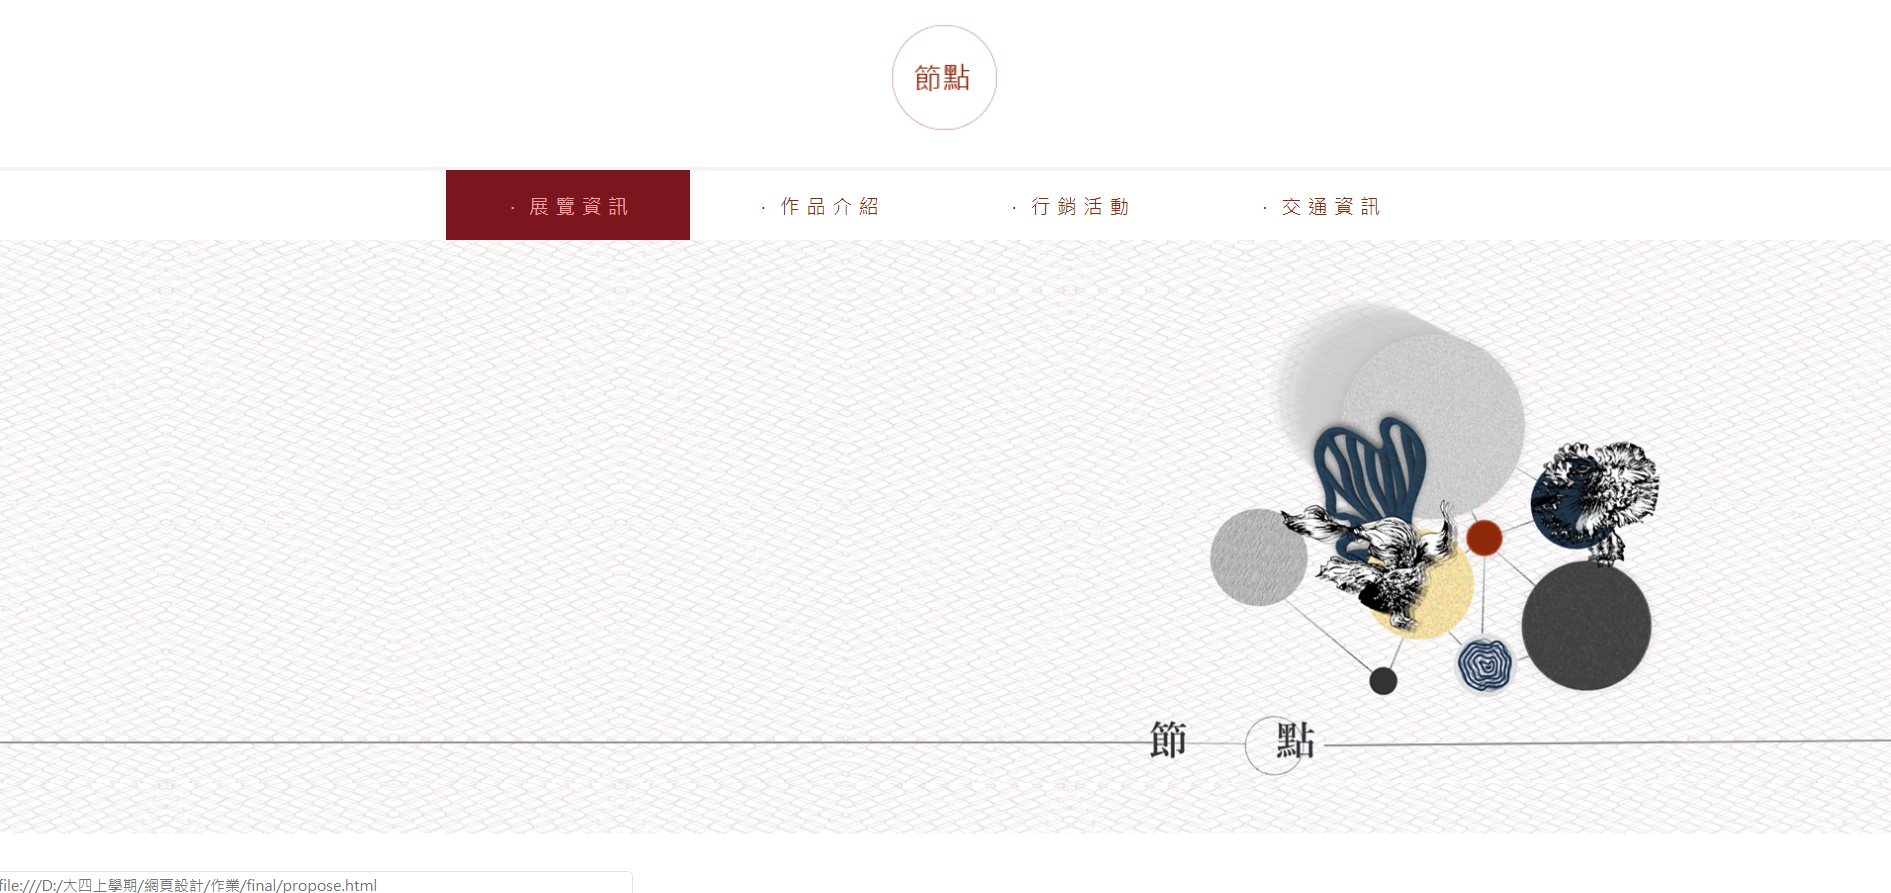 節點
· 展覽資訊 · 作品介紹 · 行銷活動 · 交通資訊
節 點
file:///D:/大四上學期/網頁設計/作業/final/propose.html